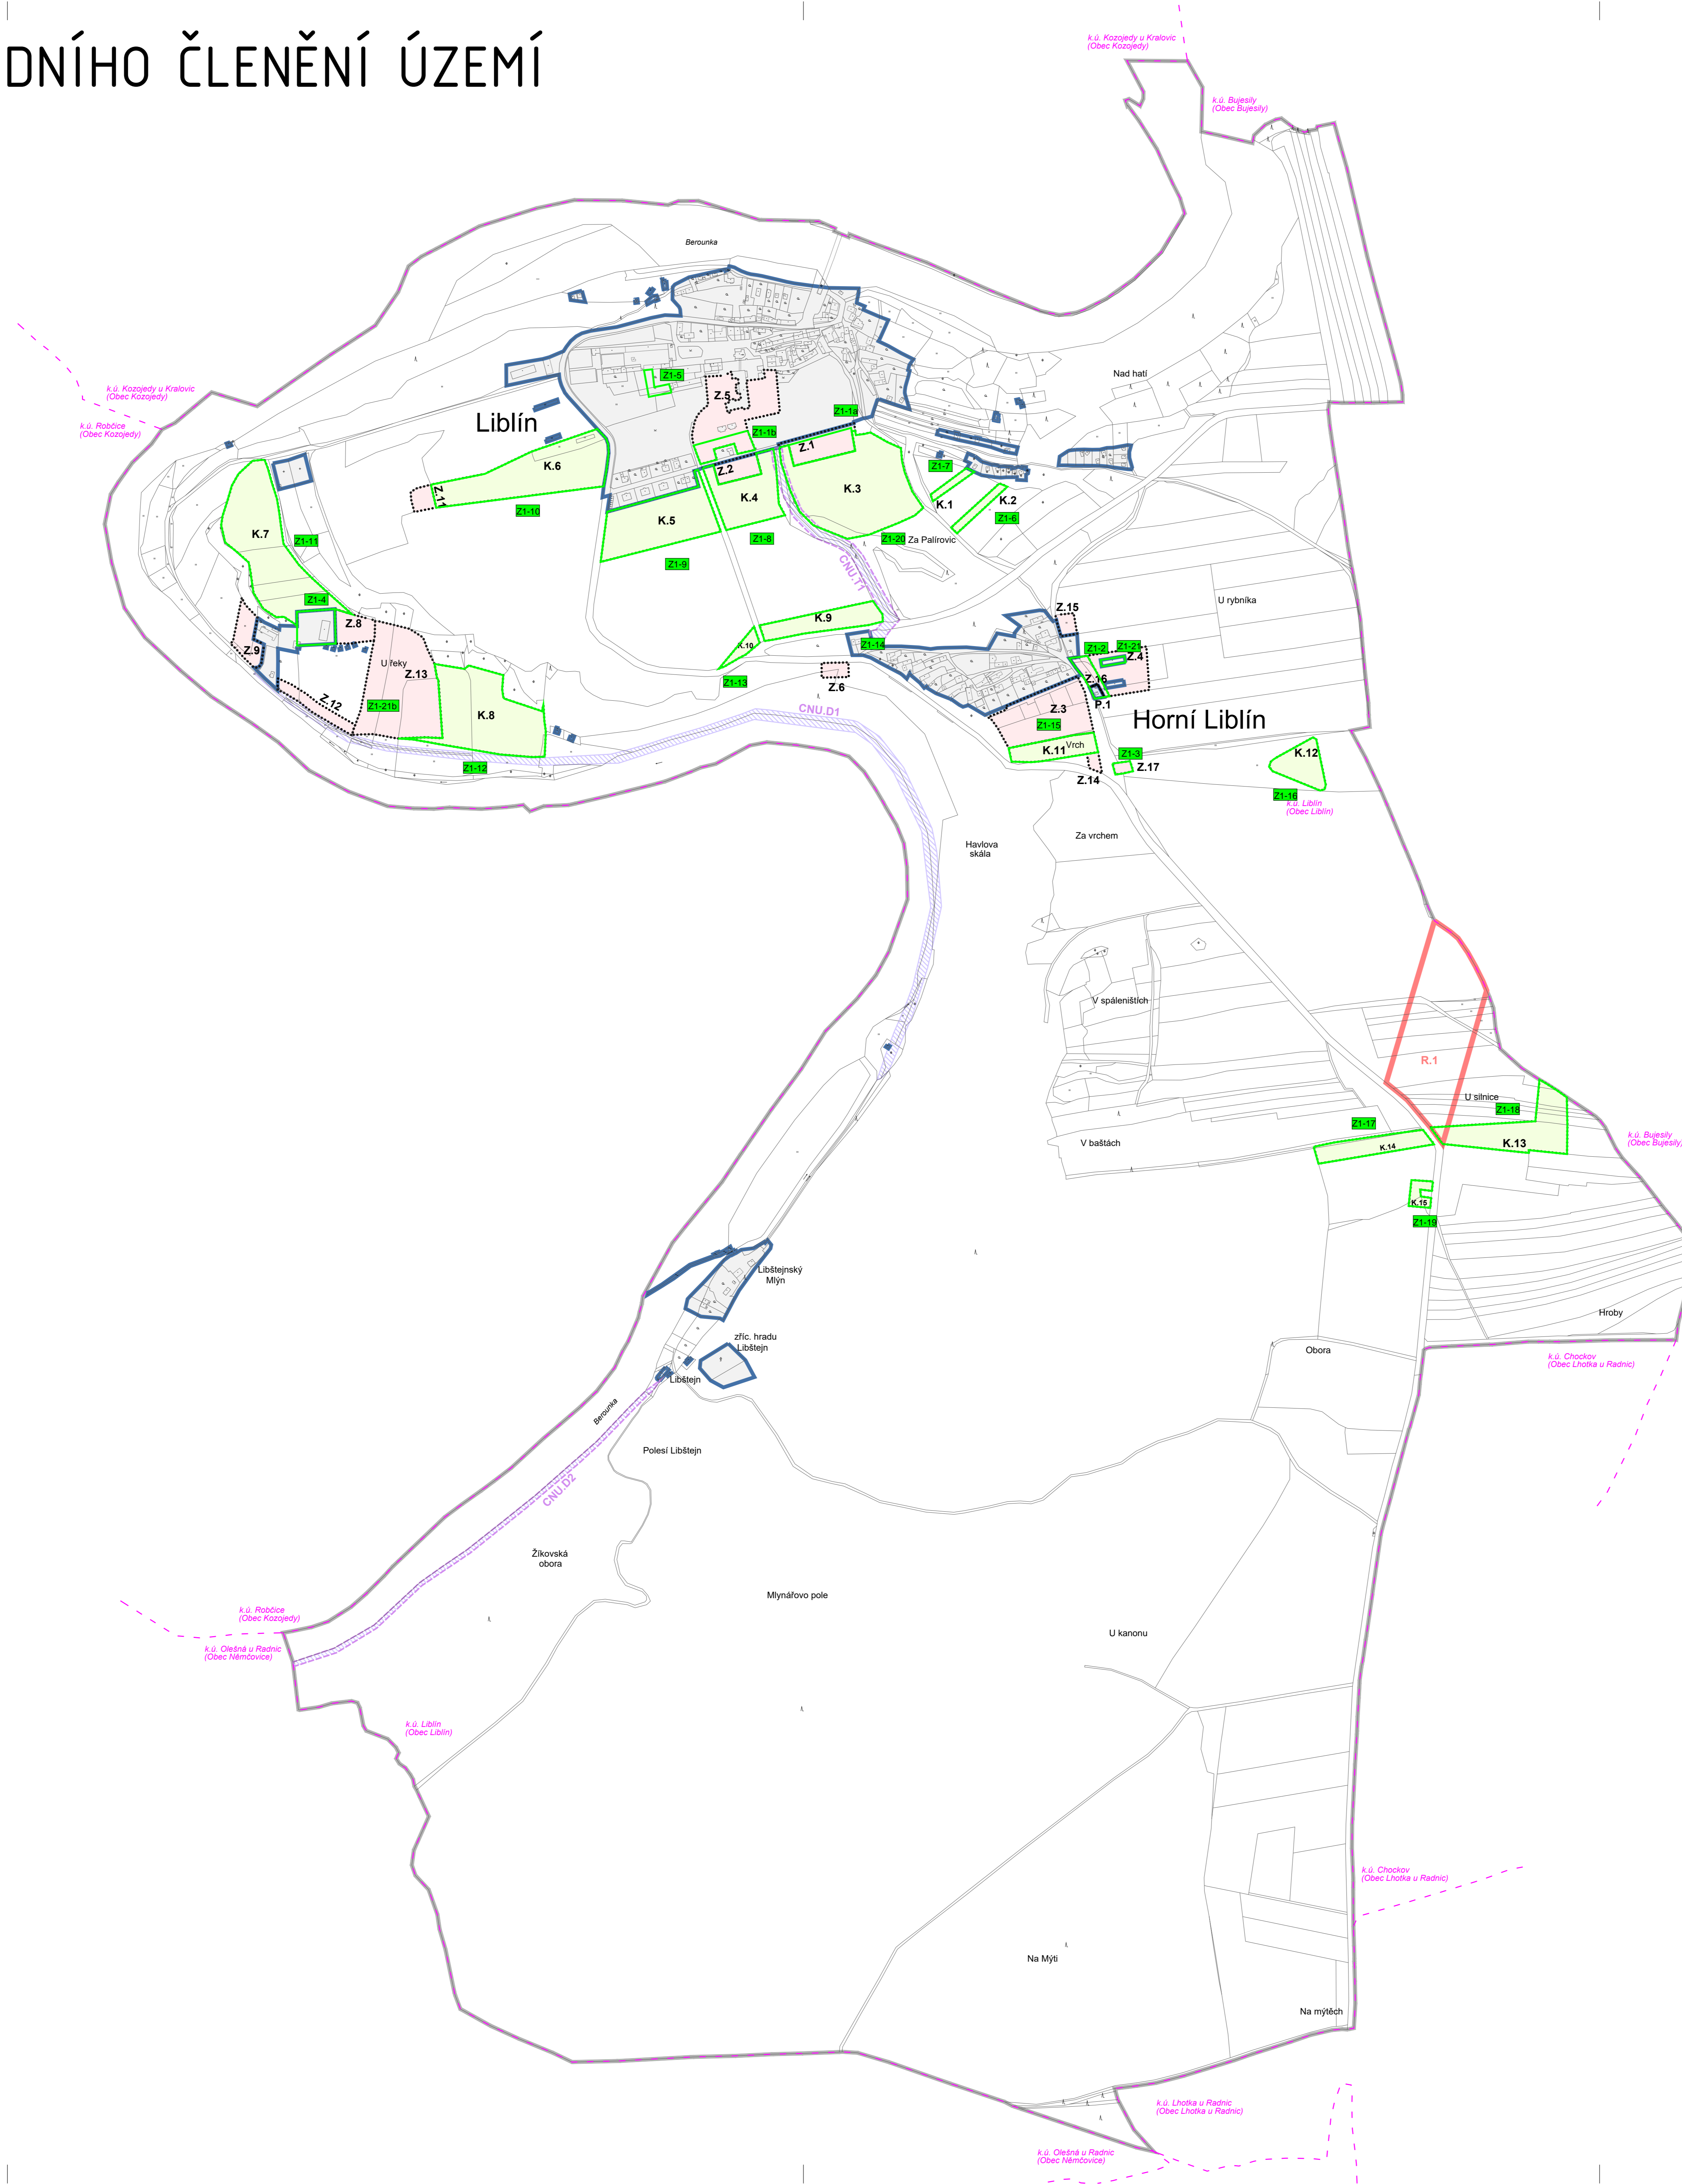 DNÍHO ČLENĚNÍ ÚZEMÍ
k.ú. Kozojedy u Kralovic
(Obec Kozojedy)
k.ú. Bujesily
(Obec Bujesily)
Berounka
Nad hatí
k.ú. Kozojedy u Kralovic
(Obec Kozojedy)
k.ú. Robčice
(Obec Kozojedy)
Liblín
Z1-5
Z.5
Z1-1a
Z1-1b
Z.1
Z.2
K.6
Z.11
Z1-10
K.3
K.4
K.5
Z1-7
K.1
K.2
Z1-6
Z1-20
Za Palírovic
Z1-8
Z1-9
CNU.T1
K.7
Z1-11
Z1-4
Z.8
Z.9
U řeky
Z.13
Z.12
Z1-21b
K.8
Z1-12
K.9
K.10
Z1-14
Z1-13
Z.6
CNU.D1
U rybníka
Z.15
Z1-2
Z1-21
Z.4
Z.16
P.1
Z.3
Z1-15
Horní Liblín
K.11
Vrch
Z1-3
Z.17
Z.14
K.12
Z1-16
k.ú. Liblín
(Obec Liblín)
Za vrchem
Havlova
skála
V spáleništích
R.1
U silnice
Z1-18
Z1-17
K.14
K.13
V baštách
k.ú. Bujesily
(Obec Bujesily)
K.15
Z1-19
Libštejnský
Mlýn
Hroby
zříc. hradu
Libštejn
Obora
k.ú. Chockov
(Obec Lhotka u Radnic)
Libštejn
Berounka
Polesí Libštejn
CNU.D2
Žíkovská
obora
Mlynářovo pole
k.ú. Robčice
(Obec Kozojedy)
U kanonu
k.ú. Olešná u Radnic
(Obec Němčovice)
k.ú. Liblín
(Obec Liblín)
k.ú. Chockov
(Obec Lhotka u Radnic)
Na Mýti
Na mýtěch
k.ú. Lhotka u Radnic
(Obec Lhotka u Radnic)
k.ú. Olešná u Radnic
(Obec Němčovice)